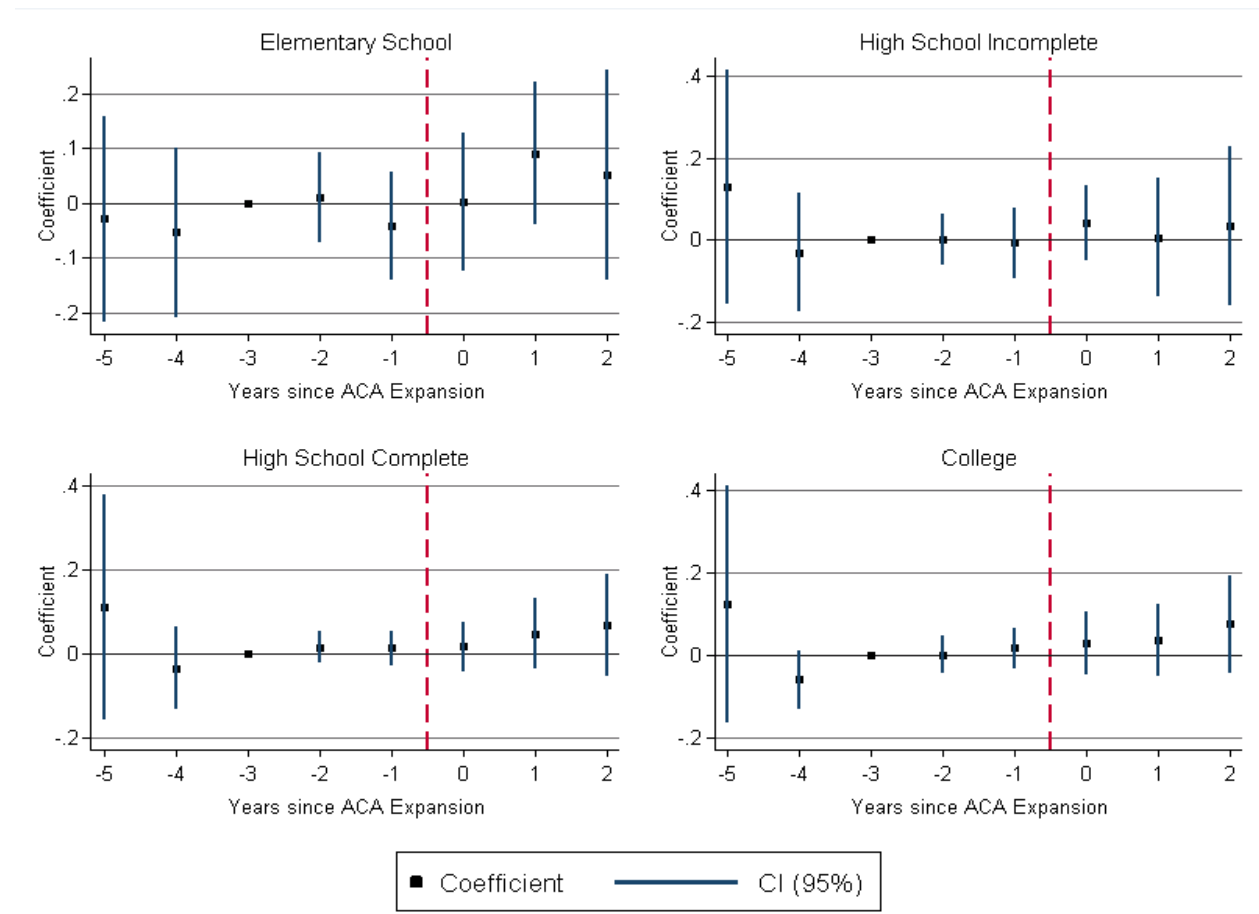 Elementary School
Coefficient
.2
.1
0
-.1
-.2
-5 -4 -3 -2 -1 0 1 2
Years since ACA Expansion
High School Incomplete
Coefficient
.4
.2
0
-.2
-5 -4 -3 -2 -1 0 1 2
Years since ACA Expansion
High School Complete
Coefficient
.4
.2
0
-.2
-5 -4 -3 -2 -1 0 1 2
Years since ACA Expansion
College
Coefficient
.4
.2
0
-.2
-5 -4 -3 -2 -1 0 1 2
Years since ACA Expansion
Coefficient CI (95%)